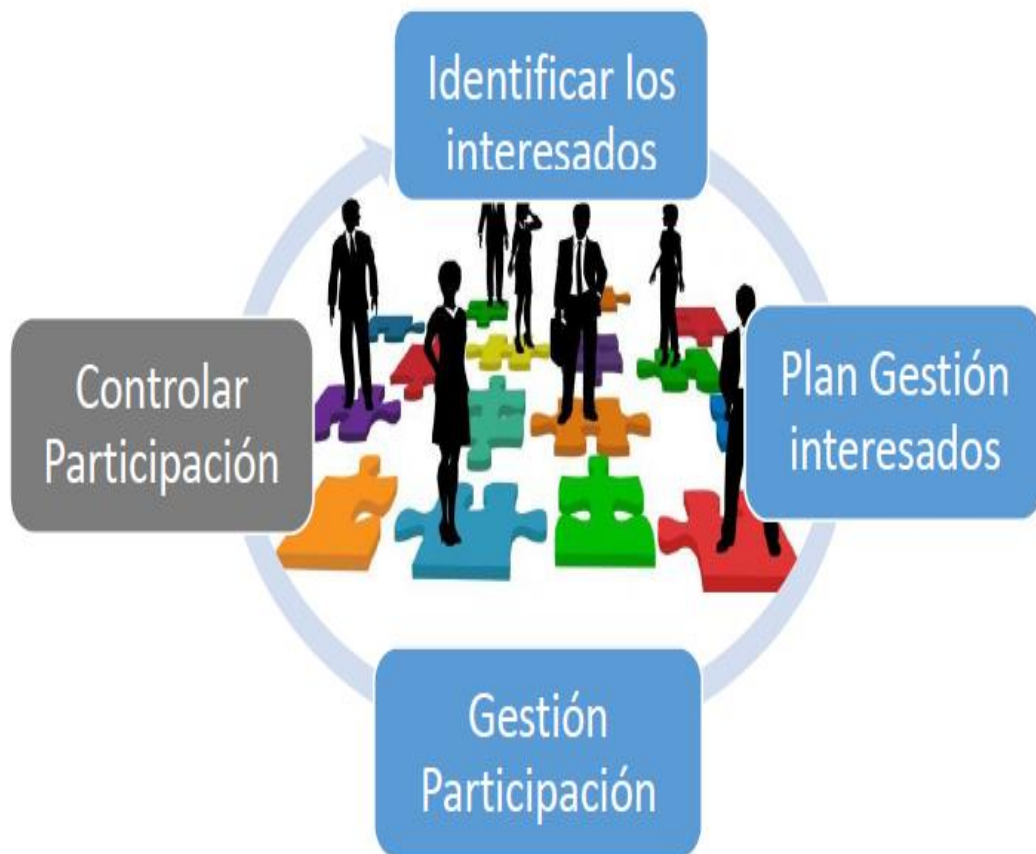 Identificar los
interesados
Plan Gestión
interesados
Gestión
Participación
Controlar
Participación